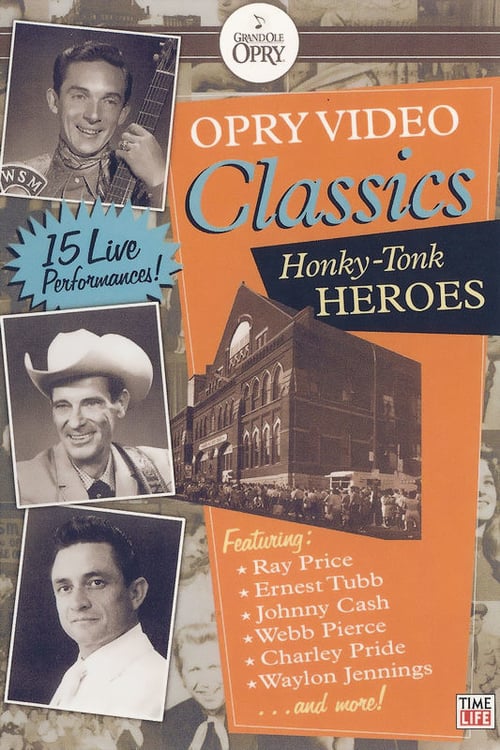 GRAND OLE
OPRY
OPRY VIDEO
Classics
Honky-Tonk
HEROES
WSM
15 Live
Performances!
Featuring:
★ Ray Price
★ Ernest Tubb
★ Johnny Cash
★ Webb Pierce
★ Charley Pride
★ Waylon Jennings
...and more!
TIME
LIFE